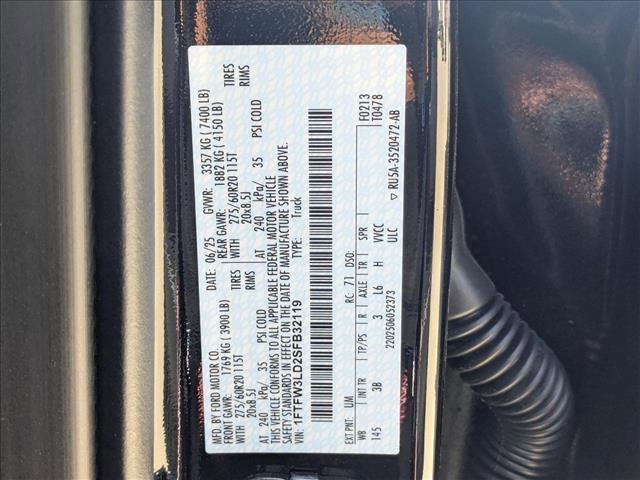 MFD. BY FORD MOTOR CO. DATE: 06/25 GVWR: 3357 KG ( 7400 LB)
FRONT GAWR: 1769 KG ( 3900 LB) REAR GAWR: 1882 KG ( 4150 LB)
WITH 275/60R20 115T TIRES WITH 275/60R20 115T TIRES
20x8.5J RIMS 20x8.5J RIMS
AT 240 kPa/ 35 PSI COLD AT 240 kPa/ 35 PSI COLD
THIS VEHICLE CONFORMS TO ALL APPLICABLE FEDERAL MOTOR VEHICLE
SAFETY STANDARDS IN EFFECT ON THE DATE OF MANUFACTURE SHOWN ABOVE.
VIN: 1FTFW3LD2SFB32119 TYPE: Truck
F0213
T0478
2202506052373
EXT PNT: UM RC: 71 DSO:
WB INT TR TP/PS R AXLE TR SPR
145 3B 3 L6 H VVCC
ULC
▽ RU5A-3520472-AB